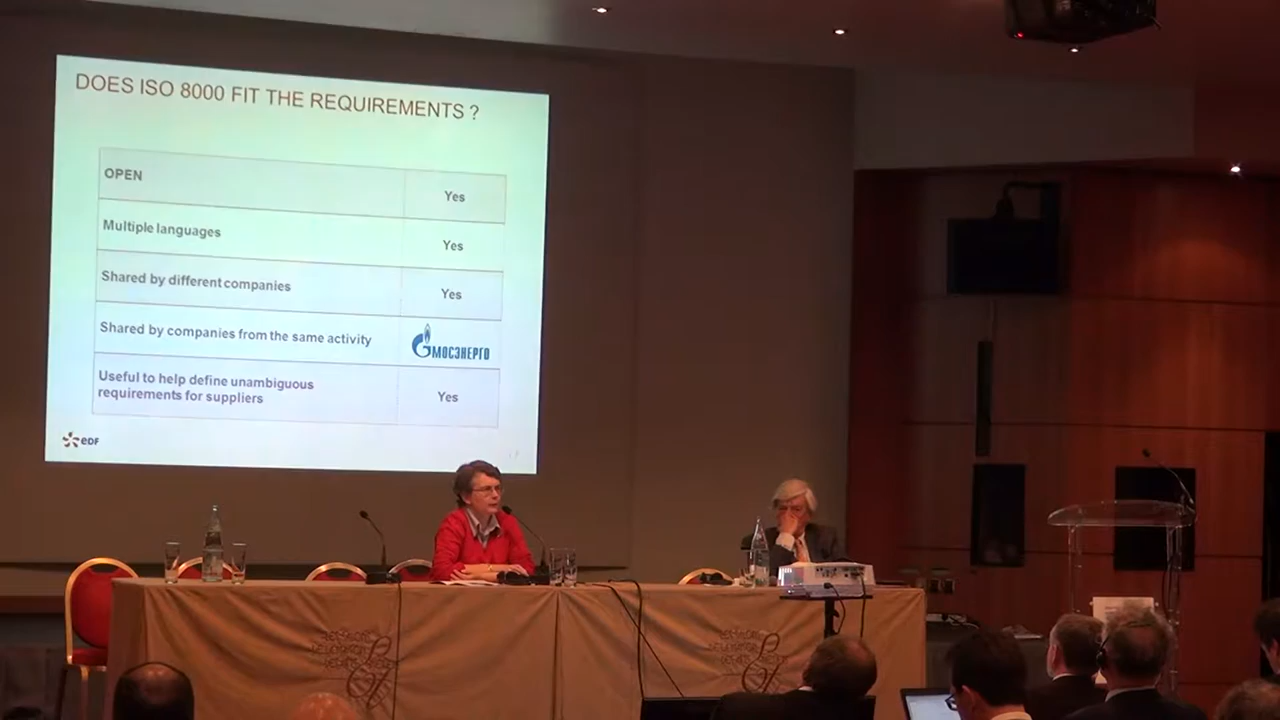 DOES ISO 8000 FIT THE REQUIREMENTS ?
OPEN
Yes
Multiple languages
Yes
Shared by different companies
Yes
Shared by companies from the same activity
МОСЭНЕРГО
Useful to help define unambiguous
requirements for suppliers
Yes
eDF